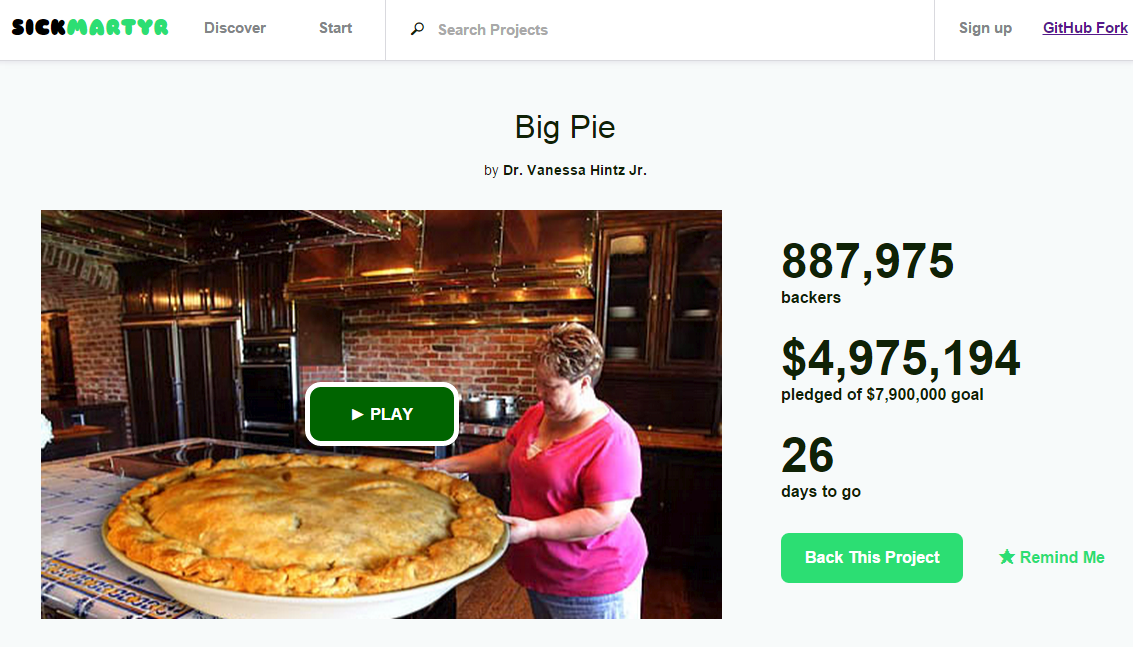 SICKMARTYR
Discover
Start
Search Projects
Sign up
GitHub Fork
Big Pie
by Dr. Vanessa Hintz Jr.
PLAY
887,975
backers
$4,975,194
pledged of $7,900,000 goal
26
days to go
Back This Project
Remind Me